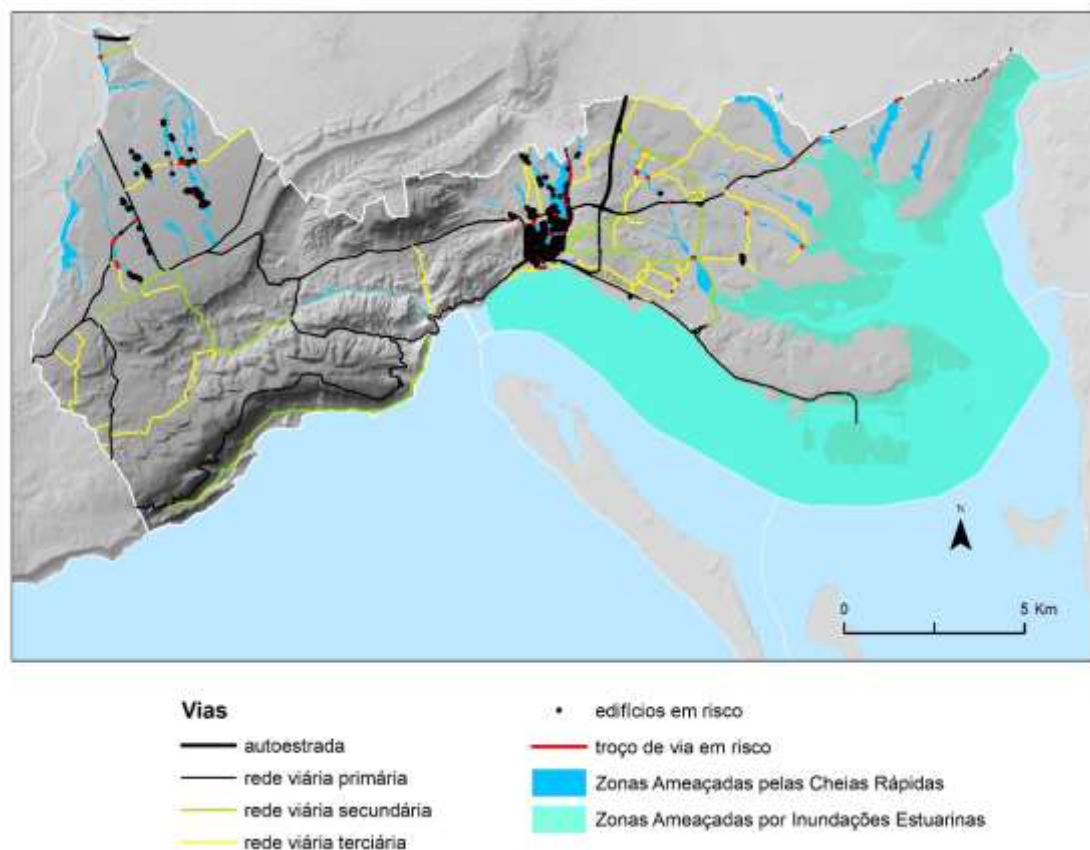 N
0 5 Km
Vias
autoestrada
rede viária primária
rede viária secundária
rede viária terciária
edifícios em risco
troço de via em risco
Zonas Ameaçadas pelas Cheias Rápidas
Zonas Ameaçadas por Inundações Estuarinas